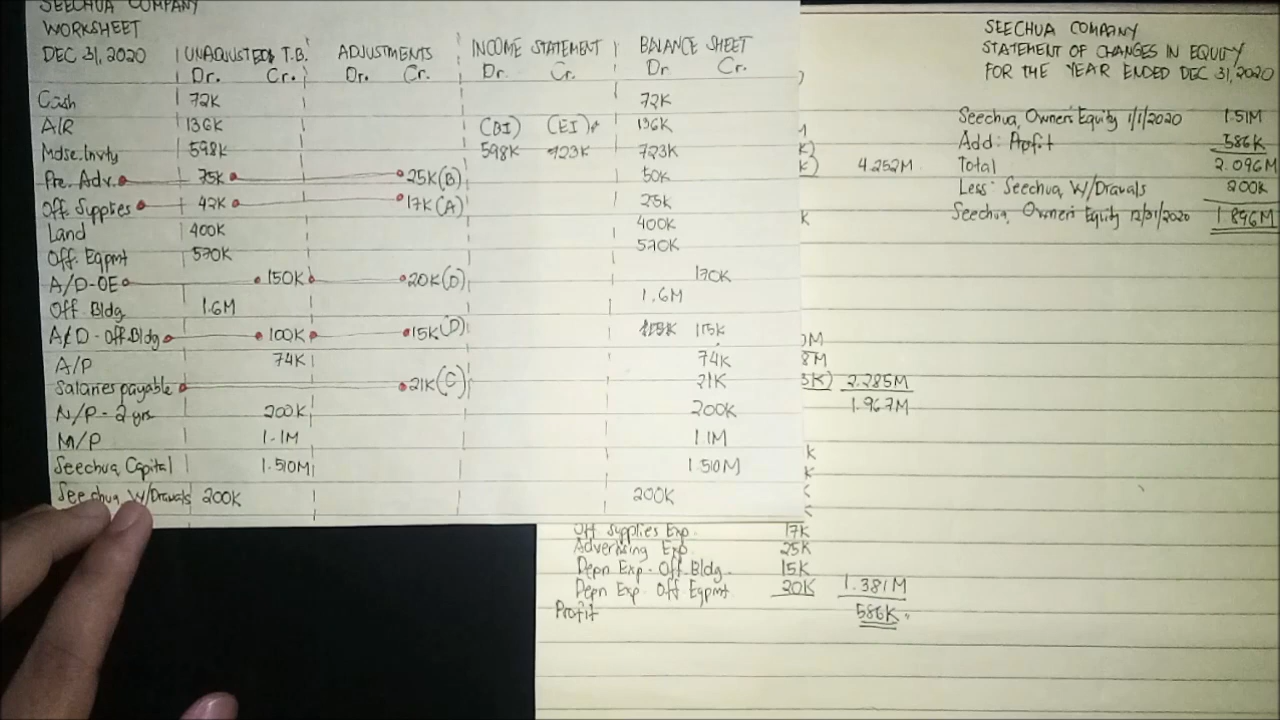 SEECHUA COMPANY
WORKSHEET
DEC 31, 2020 UNADJUSTED T.B. ADJUSTMENTS INCOME STATEMENT BALANCE SHEET
Dr. Cr. Dr. Cr. Dr. Cr. Dr Cr.
Cash 72K 72K
A/R 136K (BI) (EI) 136K
Mdse. Invty 598K 598K 723K 723K
Pre. Adv. 75K 25K (B) 50K
Off Supplies 42K 17K (A) 25K
Land 400K 400K
Off. Eqpmt 570K 570K
A/D-OE 150K 20K (D) 170K
Off Bldg 1.6M 1.6M
A/D - Off. Bldg 100K 15K (D) 115K
A/P 74K 74K
Salaries payable 21K (C) 21K
N/P - 2 yrs 200K 200K
M/P 1.1M 1.1M
Seechua, Capital 1.510M 1.510M
Seechua, W/Drawals 200K 200K
SEECHUA COMPANY
STATEMENT OF CHANGES IN EQUITY
FOR THE YEAR ENDED DEC 31, 2020
Seechua, Owner's Equity 1/1/2020 1.51M
Add: Profit 586K
Total 2.096M
Less: Seechua, W/Drawals 200K
Seechua, Owner's Equity 12/31/2020 1.896M
M
K)
K) 4.252M
K
0M
8M
5K) 2.285M
1.967M
K
K
Off Supplies Exp. 17K
Advertising Exp 25K
Depn Exp - Off. Bldg. 15K
Depn Exp. Off Eqpmt 20K 1.381M
Profit 586K